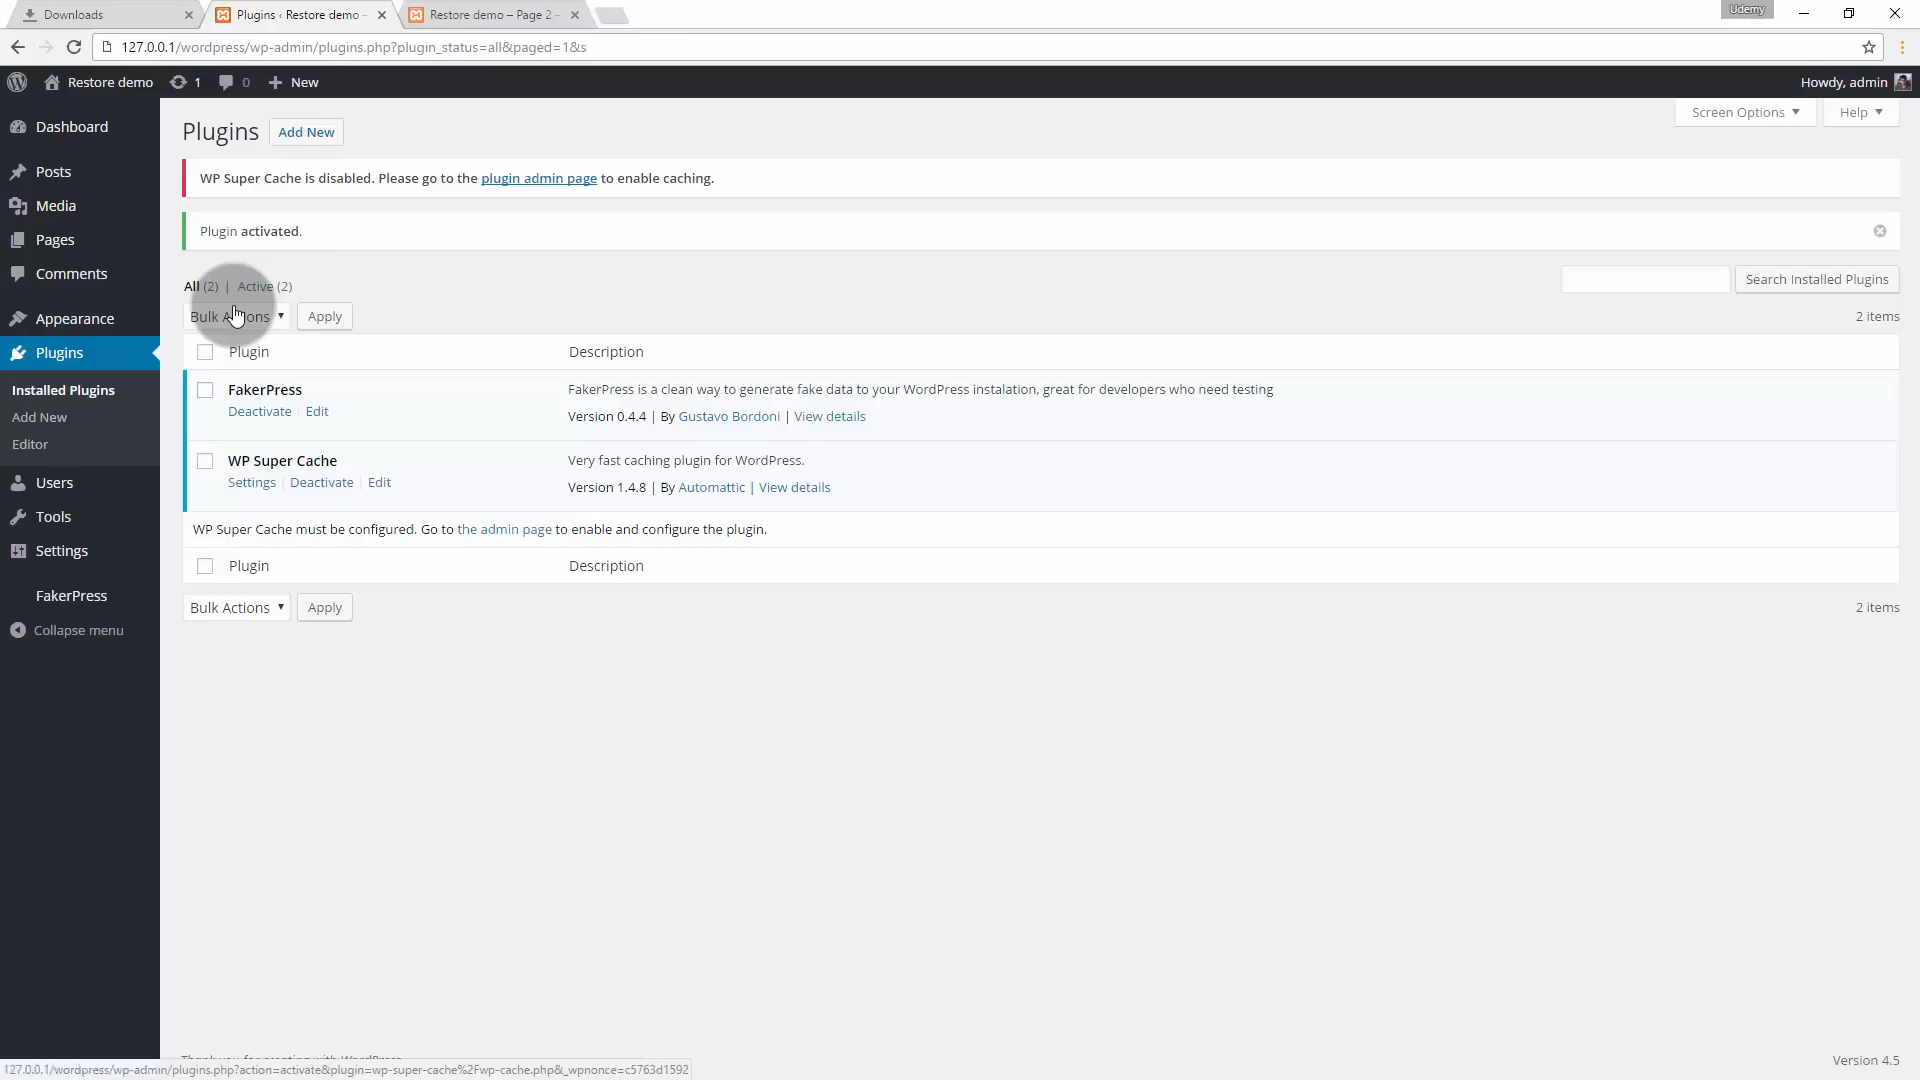 Downloads
Plugins ‹ Restore demo –
Restore demo – Page 2 –
Udemy
127.0.0.1/wordpress/wp-admin/plugins.php?plugin_status=all&paged=1&s
Restore demo
1
0
+ New
Howdy, admin
Screen Options ▼
Help ▼
Dashboard
Posts
Media
Pages
Comments
Appearance
Plugins
Installed Plugins
Add New
Editor
Users
Tools
Settings
FakerPress
Collapse menu
Plugins Add New
WP Super Cache is disabled. Please go to the plugin admin page to enable caching.
Plugin activated.
All (2) | Active (2)
Search Installed Plugins
Bulk Actions ▼ Apply
2 items
Plugin Description
FakerPress
Deactivate | Edit
FakerPress is a clean way to generate fake data to your WordPress instalation, great for developers who need testing
Version 0.4.4 | By Gustavo Bordoni | View details
WP Super Cache
Settings | Deactivate | Edit
Very fast caching plugin for WordPress.
Version 1.4.8 | By Automattic | View details
WP Super Cache must be configured. Go to the admin page to enable and configure the plugin.
Plugin Description
Bulk Actions ▼ Apply
2 items
Thank you for creating with WordPress.
Version 4.5
127.0.0.1/wordpress/wp-admin/plugins.php?action=activate&plugin=wp-super-cache%2Fwp-cache.php&_wpnonce=c5763d1592